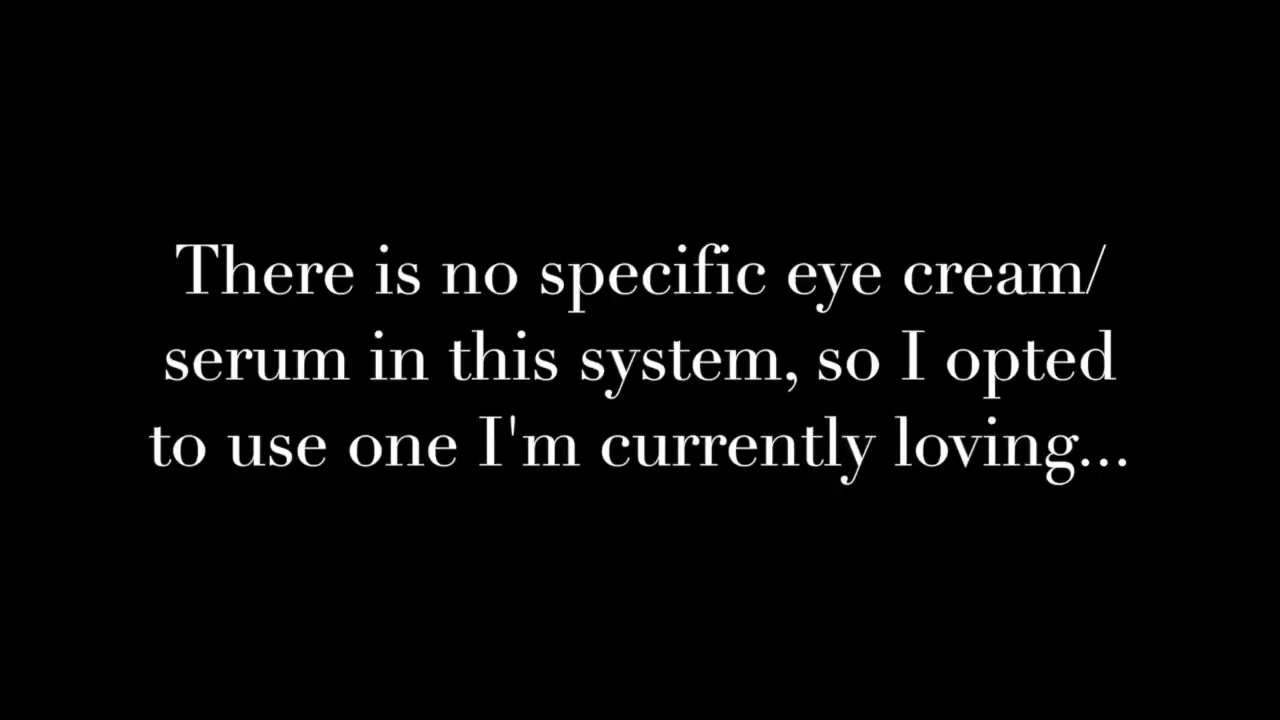 There is no specific eye cream/
serum in this system, so I opted
to use one I'm currently loving...